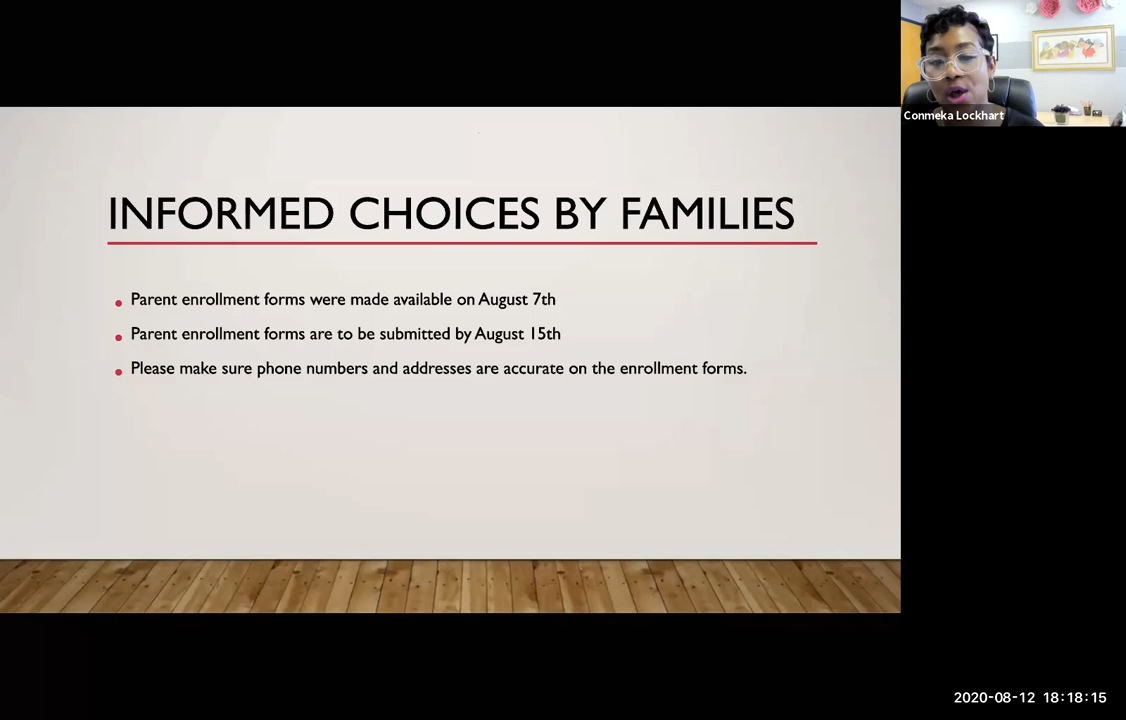 Conmeka Lockhart
INFORMED CHOICES BY FAMILIES
Parent enrollment forms were made available on August 7th
Parent enrollment forms are to be submitted by August 15th
Please make sure phone numbers and addresses are accurate on the enrollment forms.
2020-08-12 18:18:15